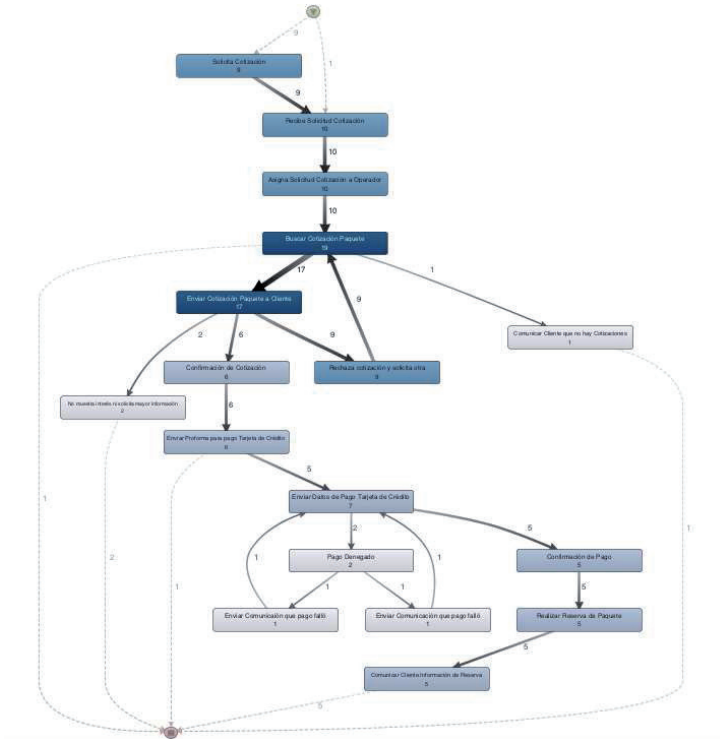 9
1
Solicita Cotización
9
9
Recibe Solicitud Cotización
10
10
Asigna Solicitud Cotización a Operador
10
10
Buscar Cotización Paquete
19
17
1
9
Enviar Cotización Paquete a Cliente
17
2
6
9
Comunicar Cliente que no hay Cotizaciones
1
Confirmación de Cotización
6
Rechaza cotización y solicita otra
9
No muestra interés ni solicita mayor información
2
6
Enviar Proforma para pago Tarjeta de Crédito
6
5
Enviar Datos de Pago Tarjeta de Crédito
7
1
2
5
1
1
1
Pago Denegado
2
Confirmación de Pago
5
2
1
1
1
5
Enviar Comunicación que pago falló
1
Enviar Comunicación que pago falló
1
Realizar Reserva de Paquete
5
5
Comunicar Cliente Información de Reserva
5
5